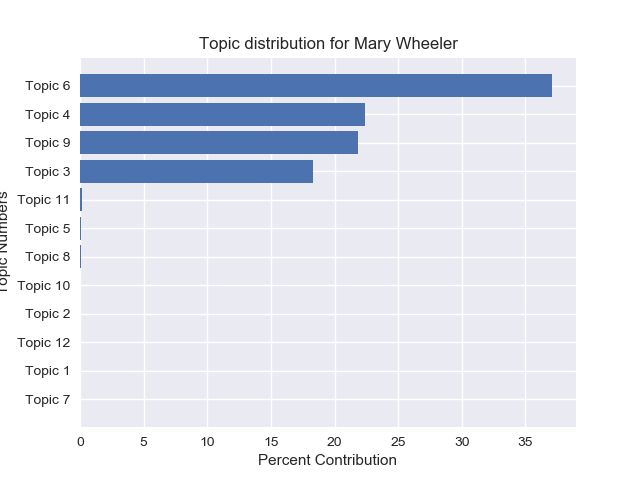 Topic distribution for Mary Wheeler
Topic 6
Topic 4
Topic 9
Topic 3
Topic 11
Topic 5
Topic 8
Topic 10
Topic 2
Topic 12
Topic 1
Topic 7
Topic Numbers
0 5 10 15 20 25 30 35
Percent Contribution